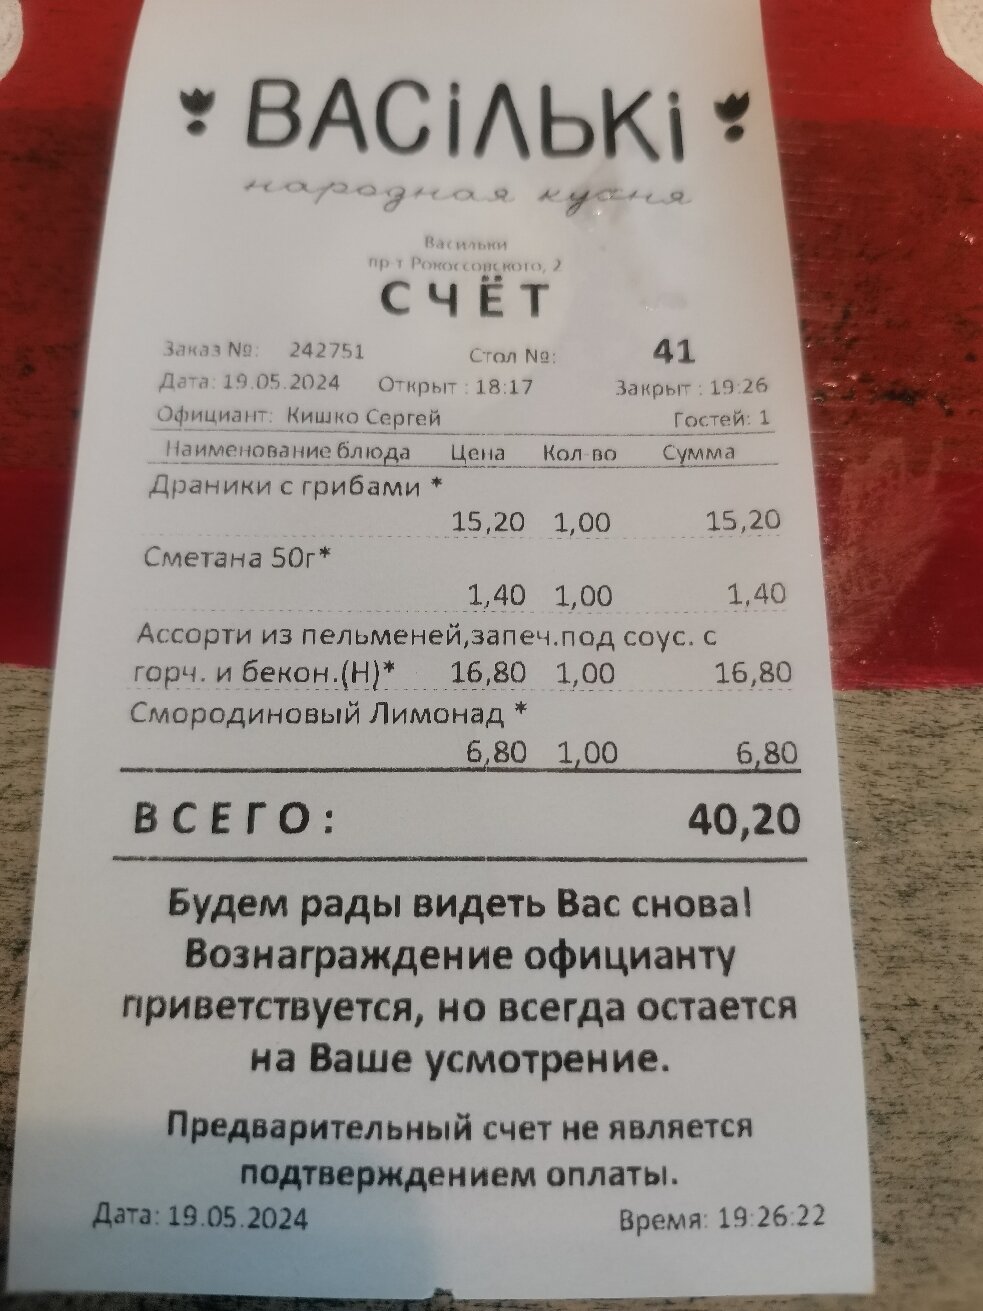 ВАСіЛЬКі
народная кухня
Васильки
пр-т Рокоссовского, 2
СЧЁТ
Заказ №: 242751 Стол №: 41
Дата: 19.05.2024 Открыт : 18:17 Закрыт : 19:26
Официант: Кишко Сергей Гостей: 1
Наименование блюда Цена Кол-во Сумма
Драники с грибами *
15,20 1,00 15,20
Сметана 50г*
1,40 1,00 1,40
Ассорти из пельменей,запеч.под соус. с
горч. и бекон.(Н)* 16,80 1,00 16,80
Смородиновый Лимонад *
6,80 1,00 6,80
ВСЕГО: 40,20
Будем рады видеть Вас снова!
Вознаграждение официанту
приветствуется, но всегда остается
на Ваше усмотрение.
Предварительный счет не является
подтверждением оплаты.
Дата: 19.05.2024 Время: 19:26:22